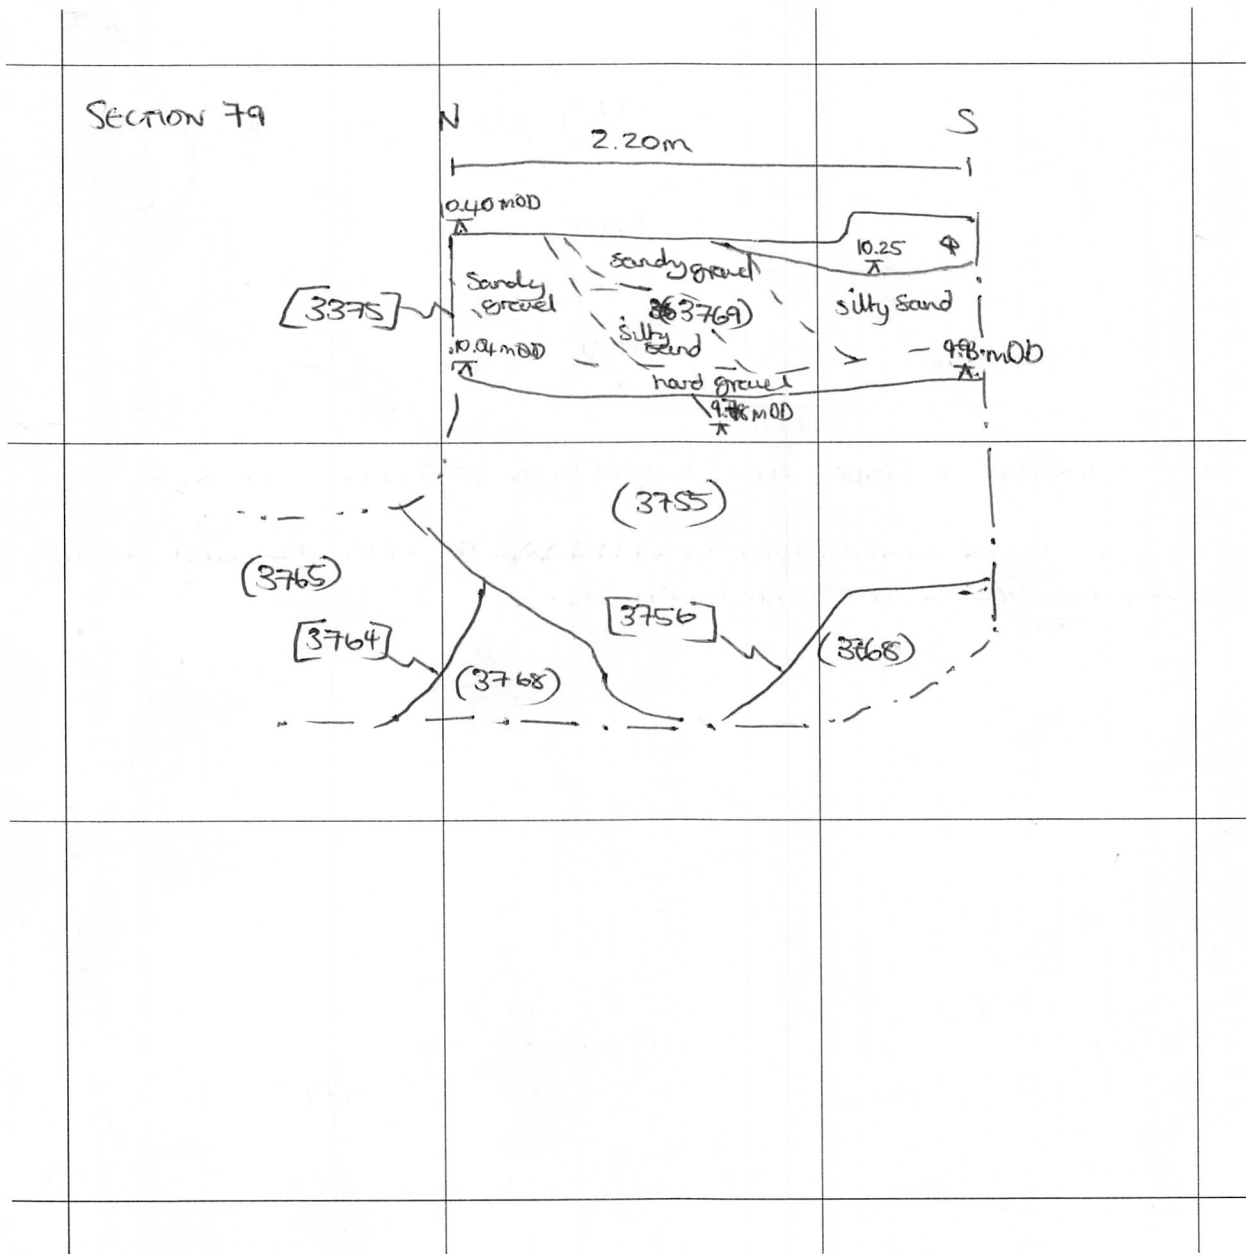 SECTION 79
N
S
2.20m
0.40 mOD
10.25
Sandy gravel
sandy gravel
3769)
silty sand
[3375]
silty sand
10.04 mOD
hard gravel
mOD
mOD
(3755)
(3765)
[3756]
[3764]
(3768)
(3768)